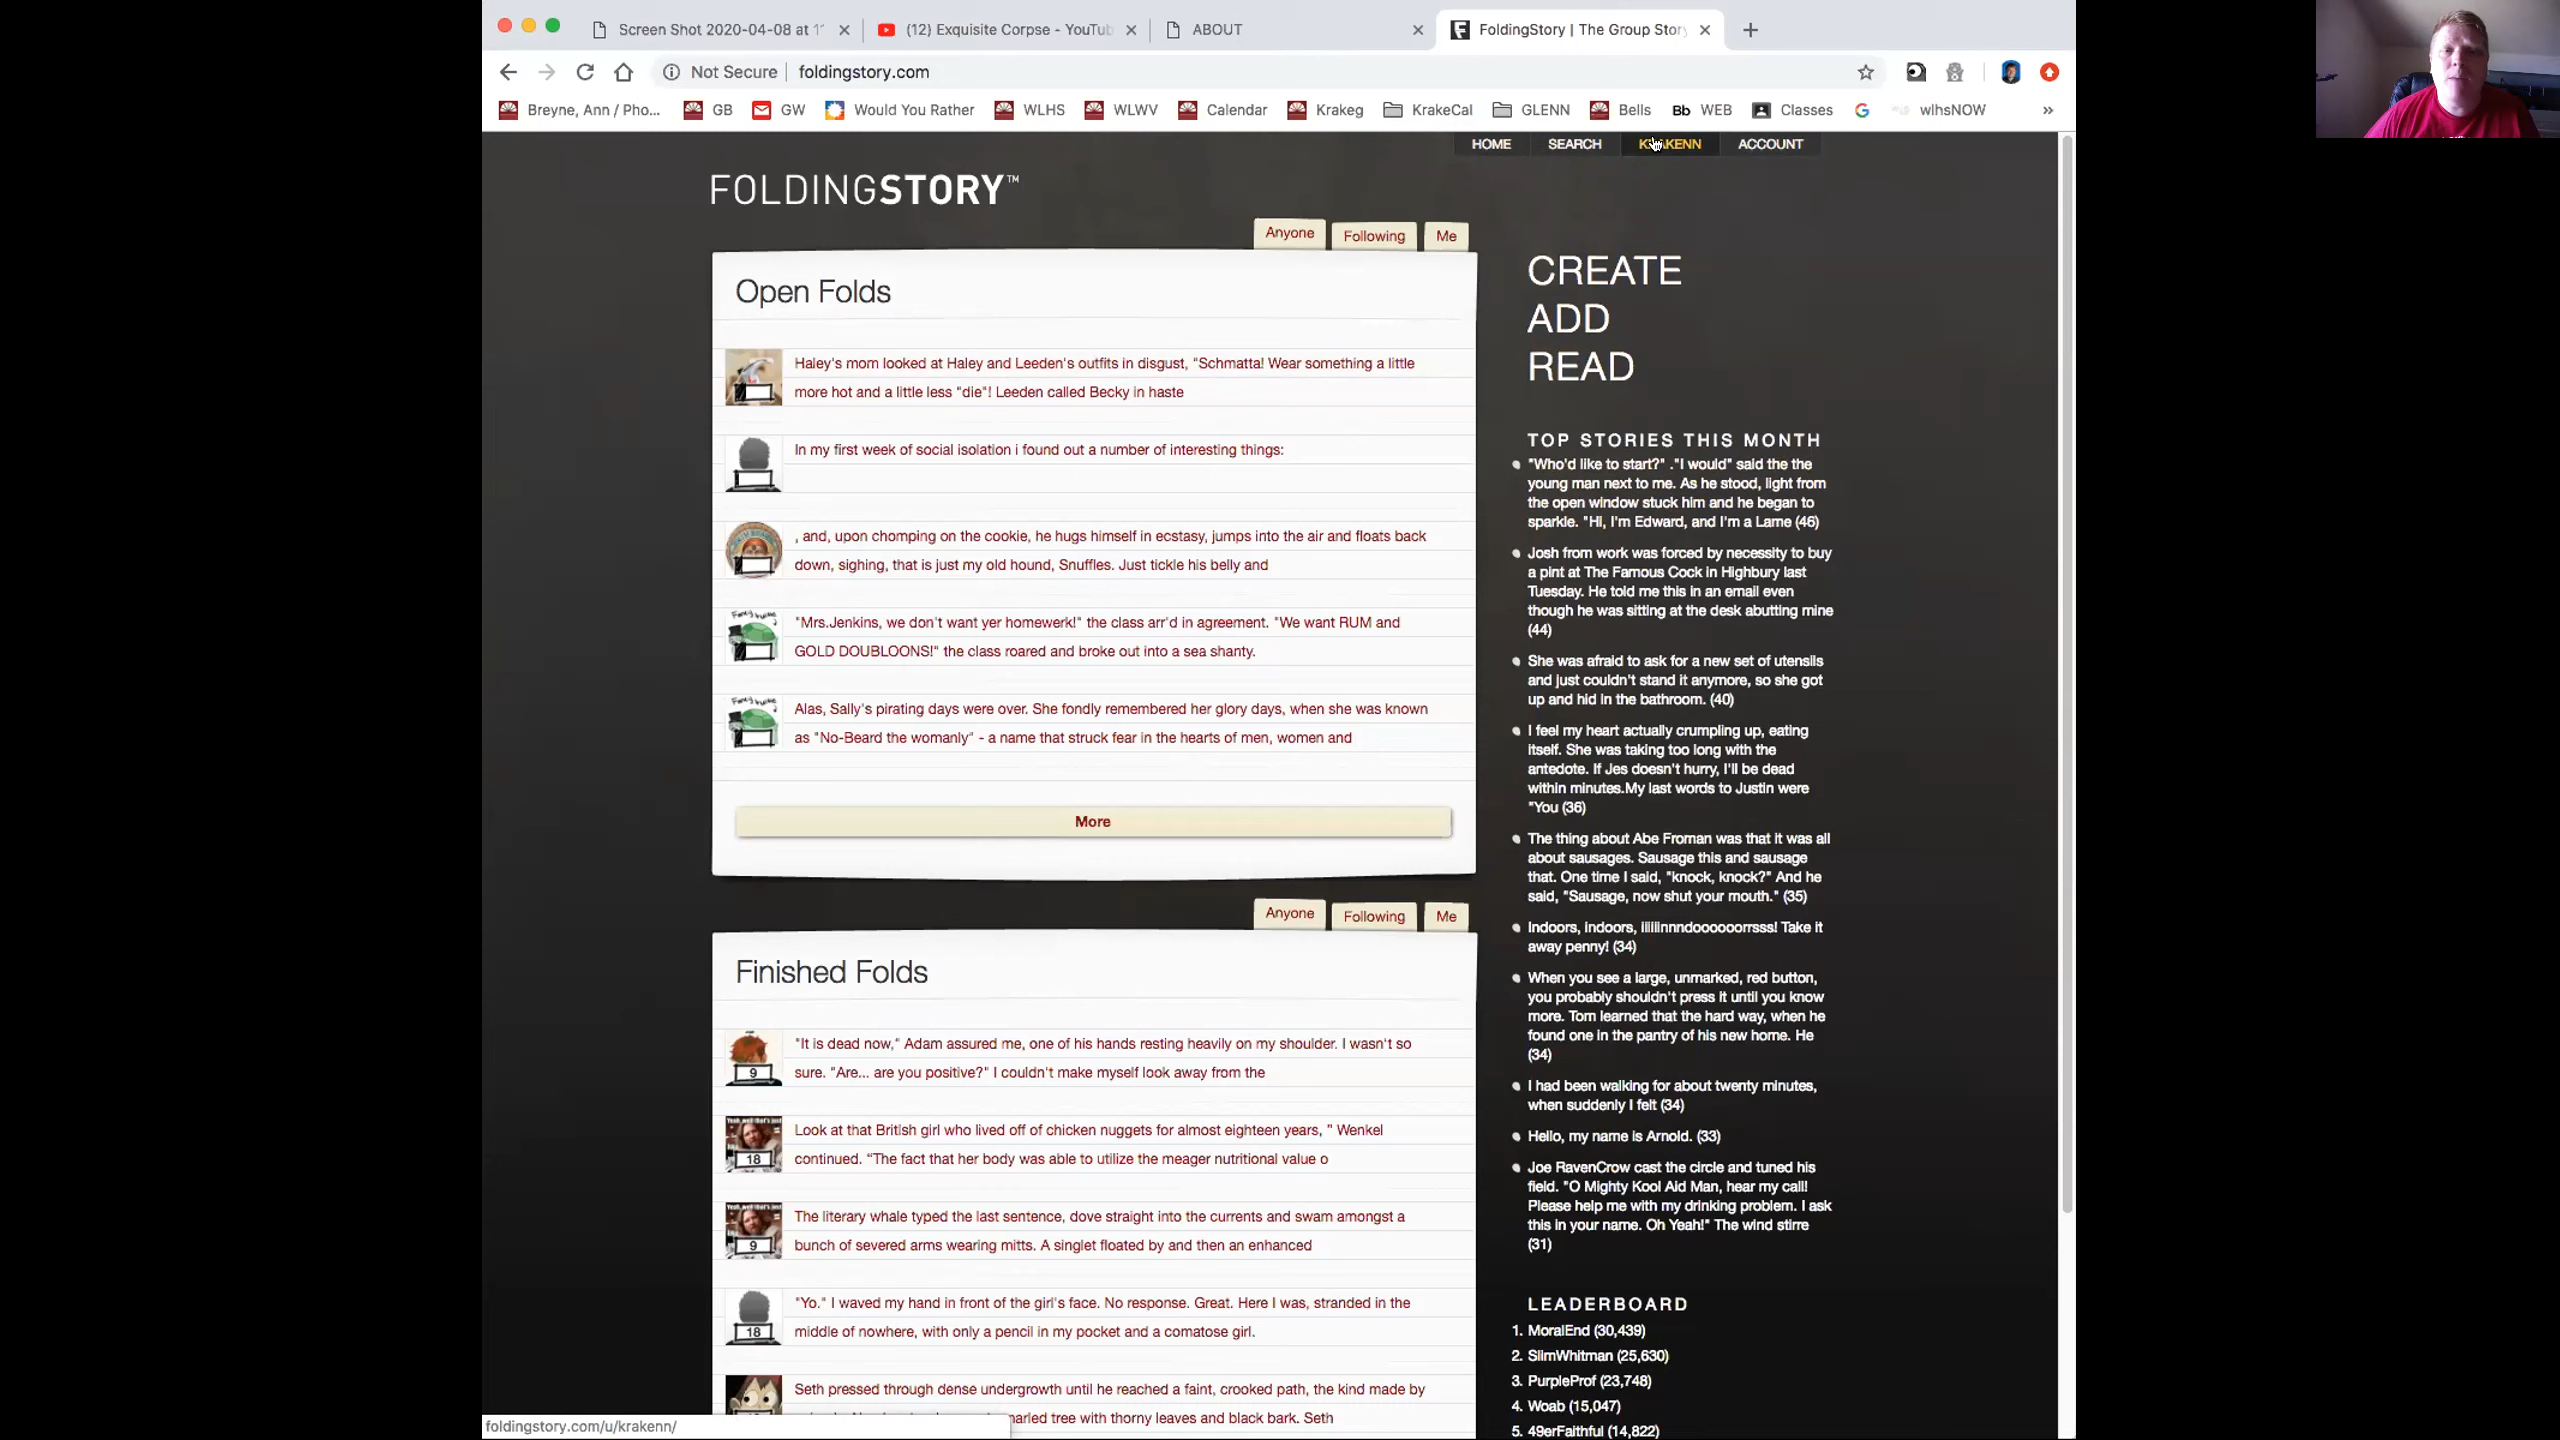 Screen Shot 2020-04-08 at 1
(12) Exquisite Corpse - YouTub
ABOUT
FoldingStory | The Group Story
Not Secure | foldingstory.com
Breyne, Ann / Pho...
GB
GW
Would You Rather
WLHS
WLWV
Calendar
Krakeg
KrakeCal
GLENN
Bells
Bb WEB
Classes
wlhsNOW
»
HOME
SEARCH
KRAKENN
ACCOUNT
FOLDINGSTORY™
Anyone
Following
Me
Open Folds
Haley's mom looked at Haley and Leeden's outfits in disgust, "Schmatta! Wear something a little
more hot and a little less "die"! Leeden called Becky in haste
In my first week of social isolation i found out a number of interesting things:
, and, upon chomping on the cookie, he hugs himself in ecstasy, jumps into the air and floats back
down, sighing, that is just my old hound, Snuffles. Just tickle his belly and
"Mrs.Jenkins, we don't want yer homewerk!" the class arr'd in agreement. "We want RUM and
GOLD DOUBLOONS!" the class roared and broke out into a sea shanty.
Alas, Sally's pirating days were over. She fondly remembered her glory days, when she was known
as "No-Beard the womanly" - a name that struck fear in the hearts of men, women and
More
Anyone
Following
Me
Finished Folds
"It is dead now," Adam assured me, one of his hands resting heavily on my shoulder. I wasn't so
sure. "Are... are you positive?" I couldn't make myself look away from the
9
Look at that British girl who lived off of chicken nuggets for almost eighteen years, " Wenkel
continued. "The fact that her body was able to utilize the meager nutritional value o
18
The literary whale typed the last sentence, dove straight into the currents and swam amongst a
bunch of severed arms wearing mitts. A singlet floated by and then an enhanced
9
"Yo." I waved my hand in front of the girl's face. No response. Great. Here I was, stranded in the
middle of nowhere, with only a pencil in my pocket and a comatose girl.
18
Seth pressed through dense undergrowth until he reached a faint, crooked path, the kind made by
tree with thorny leaves and black bark. Seth
CREATE
ADD
READ
TOP STORIES THIS MONTH
"Who'd like to start?" ."I would" said the the
young man next to me. As he stood, light from
the open window stuck him and he began to
sparkle. "Hi, I'm Edward, and I'm a Lame (46)
Josh from work was forced by necessity to buy
a pint at The Famous Cock in Highbury last
Tuesday. He told me this in an email even
though he was sitting at the desk abutting mine
(44)
She was afraid to ask for a new set of utensils
and just couldn't stand it anymore, so she got
up and hid in the bathroom. (40)
I feel my heart actually crumpling up, eating
itself. She was taking too long with the
antedote. If Jes doesn't hurry, I'll be dead
within minutes.My last words to Justin were
"You (36)
The thing about Abe Froman was that it was all
about sausages. Sausage this and sausage
that. One time I said, "knock, knock?" And he
said, "Sausage, now shut your mouth." (35)
Indoors, indoors, iiiiiinnndoooooorrsss! Take it
away penny! (34)
When you see a large, unmarked, red button,
you probably shouldn't press it until you know
more. Tom learned that the hard way, when he
found one in the pantry of his new home. He
(34)
I had been walking for about twenty minutes,
when suddenly I felt (34)
Hello, my name is Arnold. (33)
Joe RavenCrow cast the circle and tuned his
field. "O Mighty Kool Aid Man, hear my call!
Please help me with my drinking problem. I ask
this in your name. Oh Yeah!" The wind stirre
(31)
LEADERBOARD
1. MoralEnd (30,439)
2. SlimWhitman (25,630)
3. PurpleProf (23,748)
4. Woab (15,047)
5. 49erFaithful (14,822)
foldingstory.com/u/krakenn/